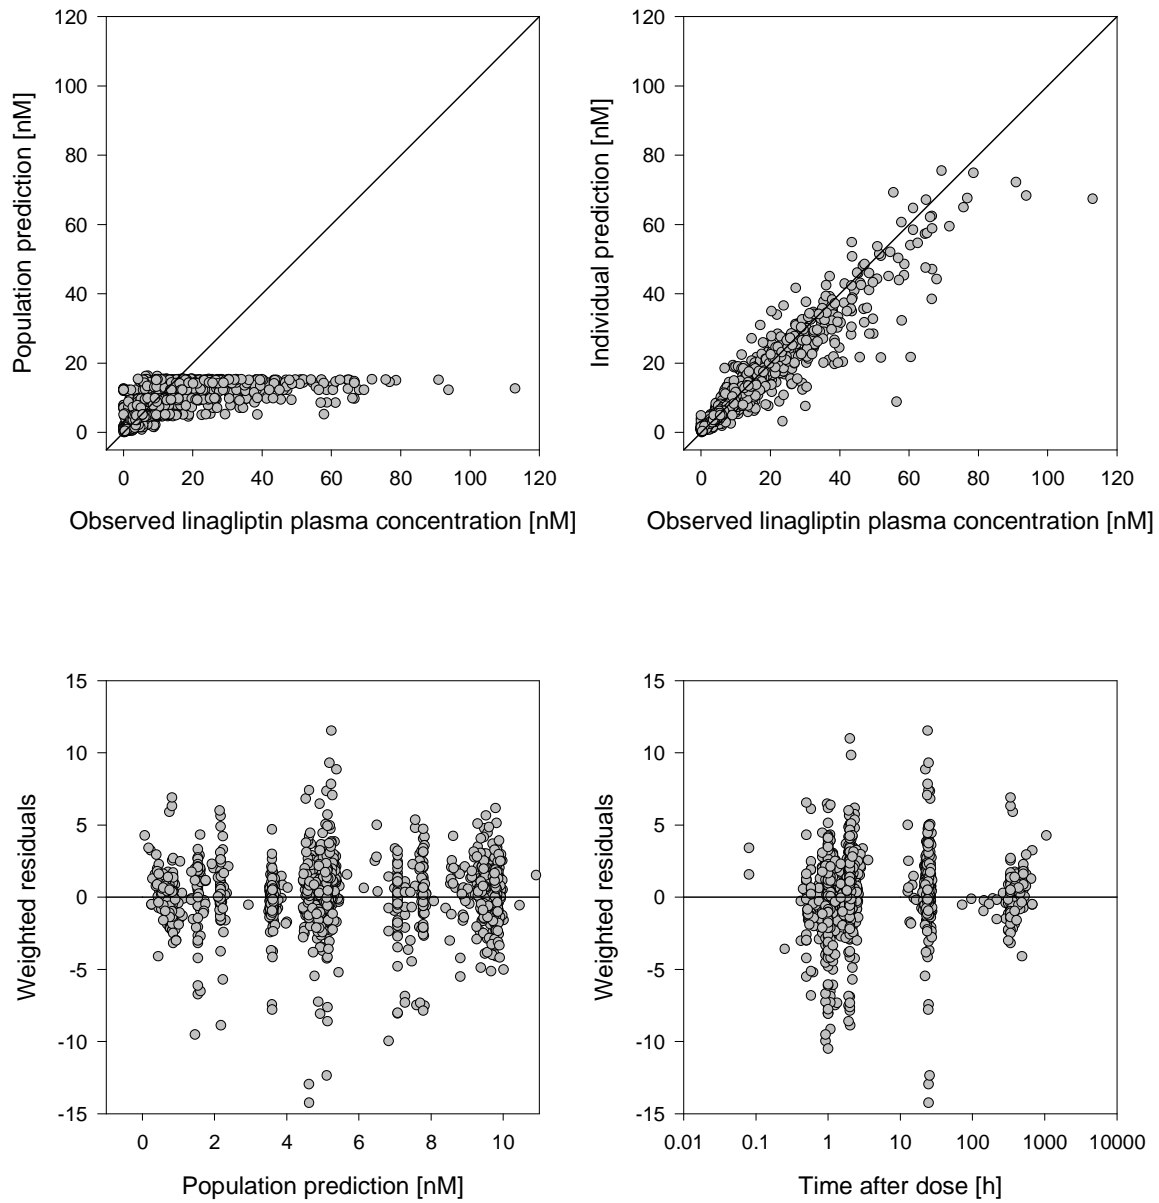 120
100
80
60
40
20
0
Population prediction [nM]
0 20 40 60 80 100 120
Observed linagliptin plasma concentration [nM]
120
100
80
60
40
20
0
Individual prediction [nM]
0 20 40 60 80 100 120
Observed linagliptin plasma concentration [nM]
15
10
5
0
-5
-10
-15
Weighted residuals
0 2 4 6 8 10
Population prediction [nM]
15
10
5
0
-5
-10
-15
Weighted residuals
0.01 0.1 1 10 100 1000 10000
Time after dose [h]